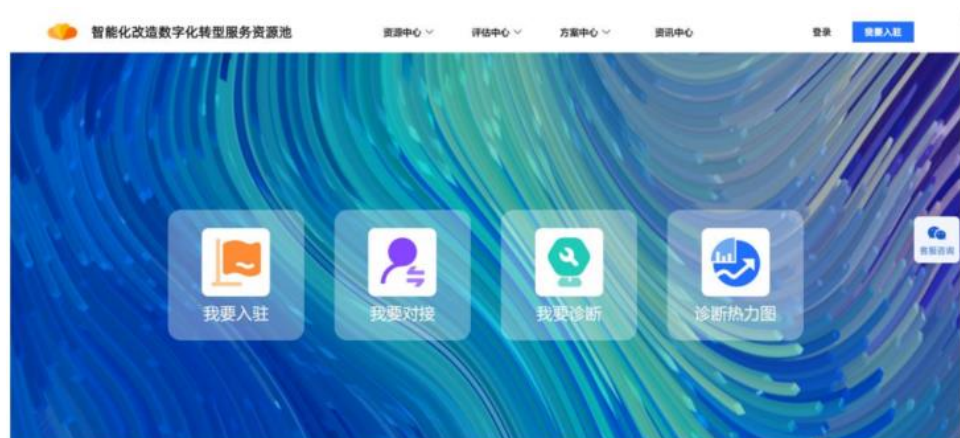 智能化改造数字化转型服务资源池
资源中心
评估中心
方案中心
资讯中心
登录
我要入驻
我要入驻
我要对接
我要诊断
诊断热力图
客服咨询